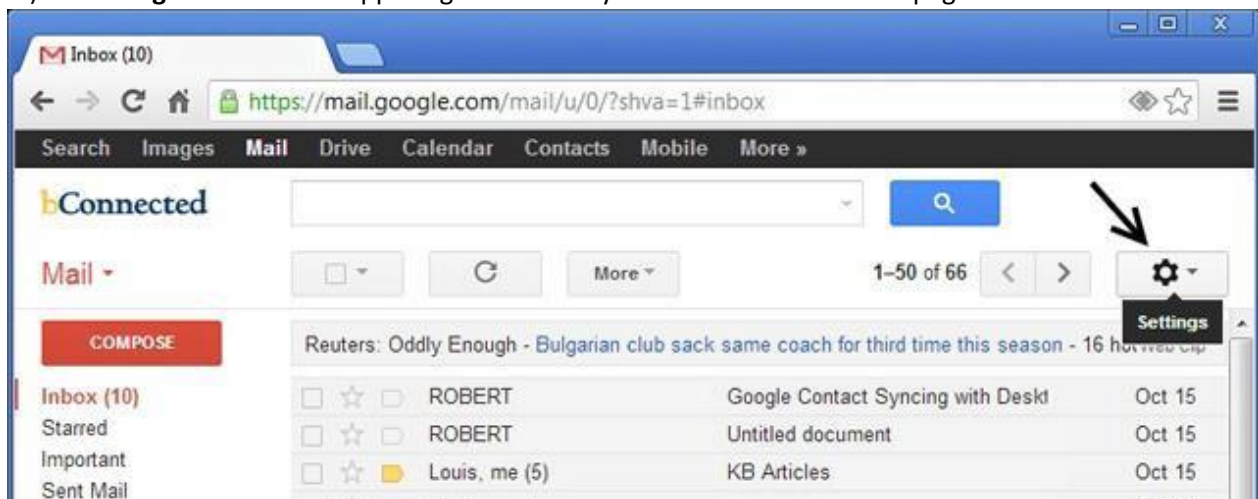 Inbox (10)
https://mail.google.com/mail/u/0/?shva=1#inbox
Search Images Mail Drive Calendar Contacts Mobile More »
bConnected
Mail
More
1–50 of 66
Settings
COMPOSE
Reuters: Oddly Enough - Bulgarian club sack same coach for third time this season - 16
Inbox (10)
ROBERT Google Contact Syncing with Deskt Oct 15
Starred
ROBERT Untitled document Oct 15
Important
Louis, me (5) KB Articles Oct 15
Sent Mail